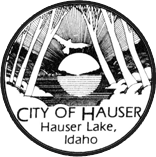 CITY OF HAUSER
Hauser Lake,
Idaho